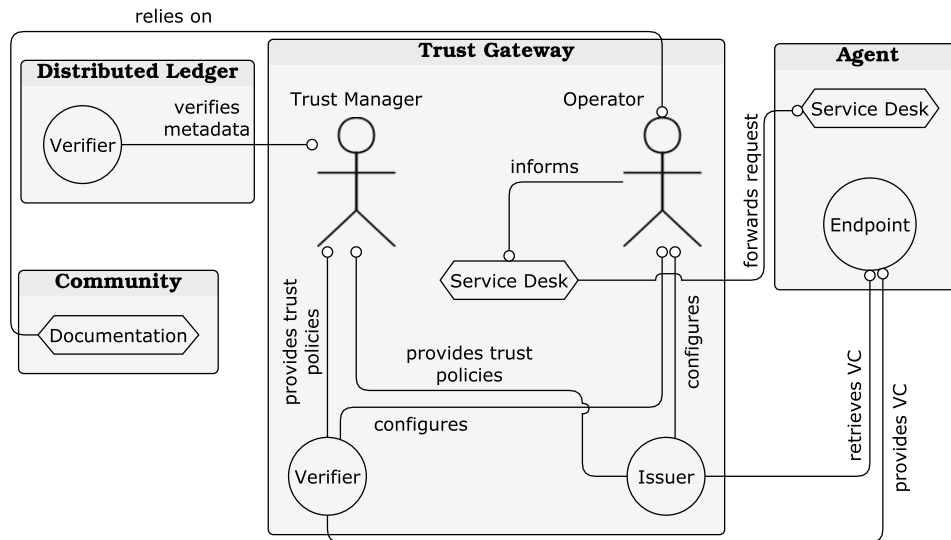 relies on
Trust Gateway
Agent
Distributed Ledger
Trust Manager
Operator
verifies
metadata
Service Desk
Verifier
informs
forwards request
Endpoint
Community
Service Desk
Documentation
provides trust
policies
configures
provides trust
policies
configures
retrieves VC
provides VC
Verifier
Issuer